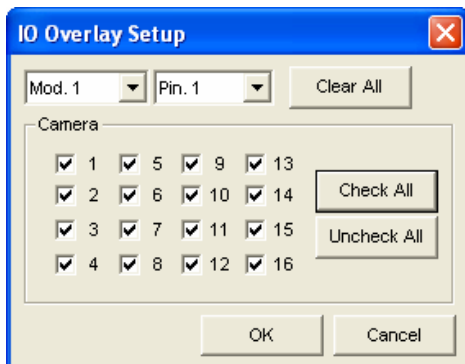 IO Overlay Setup
Mod. 1 Pin. 1 Clear All
Camera
1 5 9 13
2 6 10 14 Check All
3 7 11 15 Uncheck All
4 8 12 16
OK Cancel